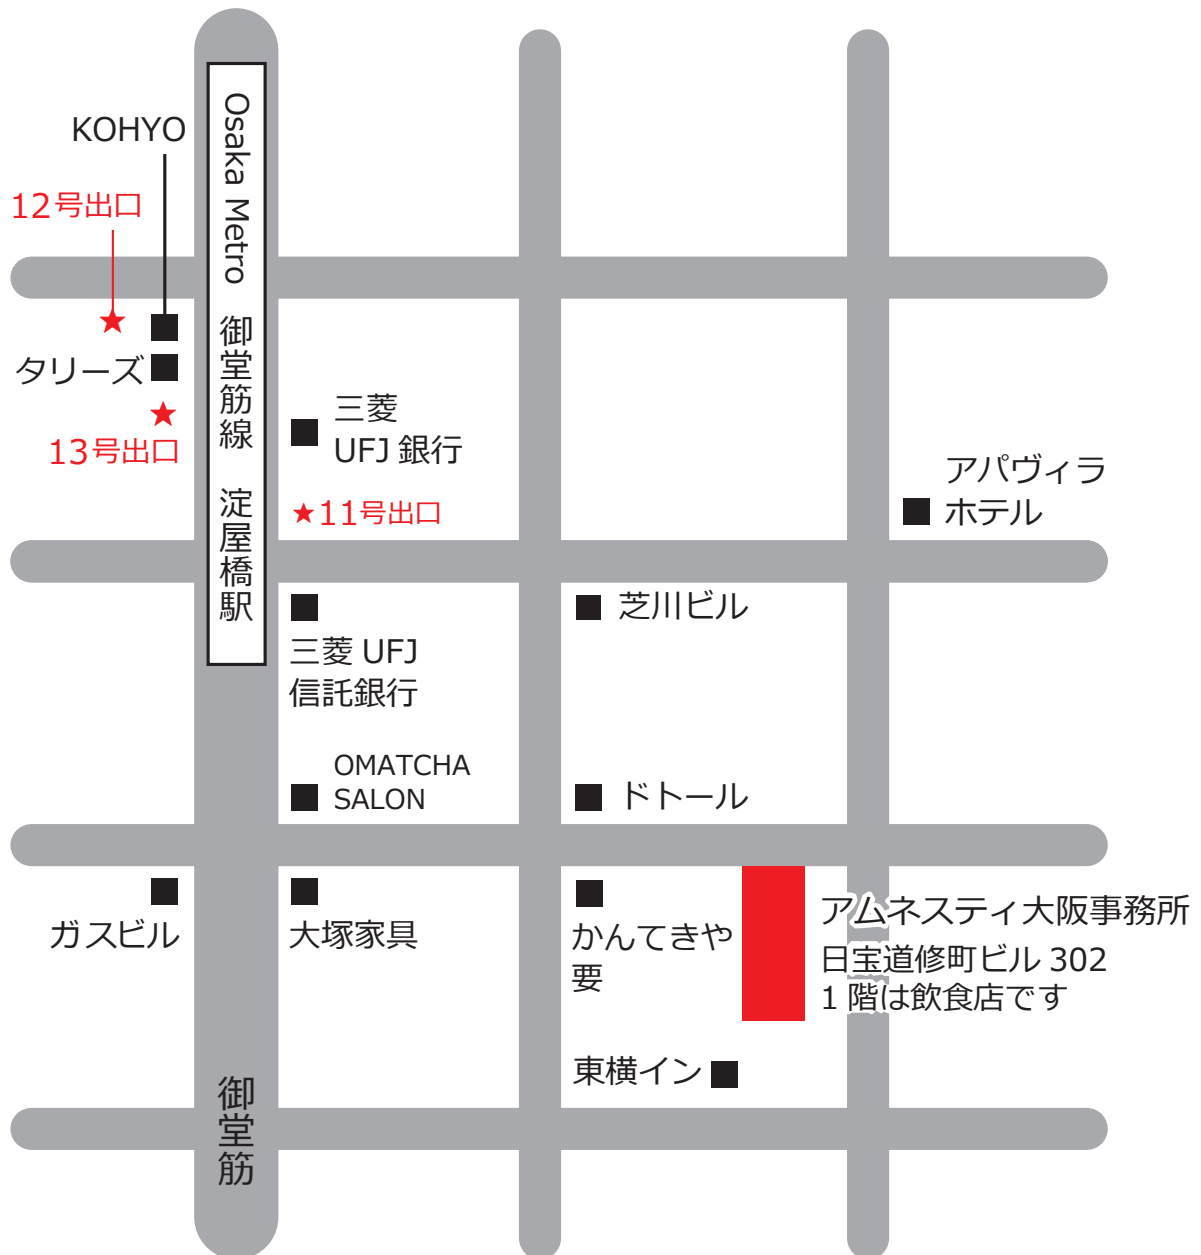 KOHYO
12号出口
Osaka Metro 御堂筋線 淀屋橋駅
タリーズ
13号出口
三菱
UFJ 銀行
★11号出口
アパヴィラ
ホテル
三菱 UFJ
信託銀行
芝川ビル
OMATCHA
SALON
ドトール
ガスビル
大塚家具
かんてきや
要
アムネスティ大阪事務所
日宝道修町ビル 302
1 階は飲食店です
東横イン
御堂筋